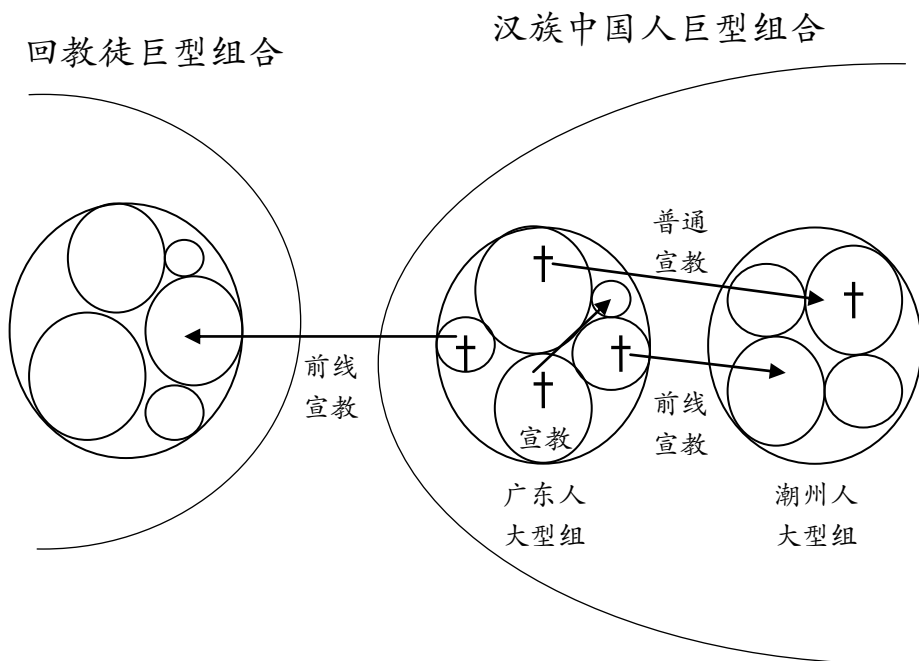 回教徒巨型组合
汉族中国人巨型组合
普通
宣教
前线
宣教
宣教
前线
宣教
广东人
大型组
潮州人
大型组